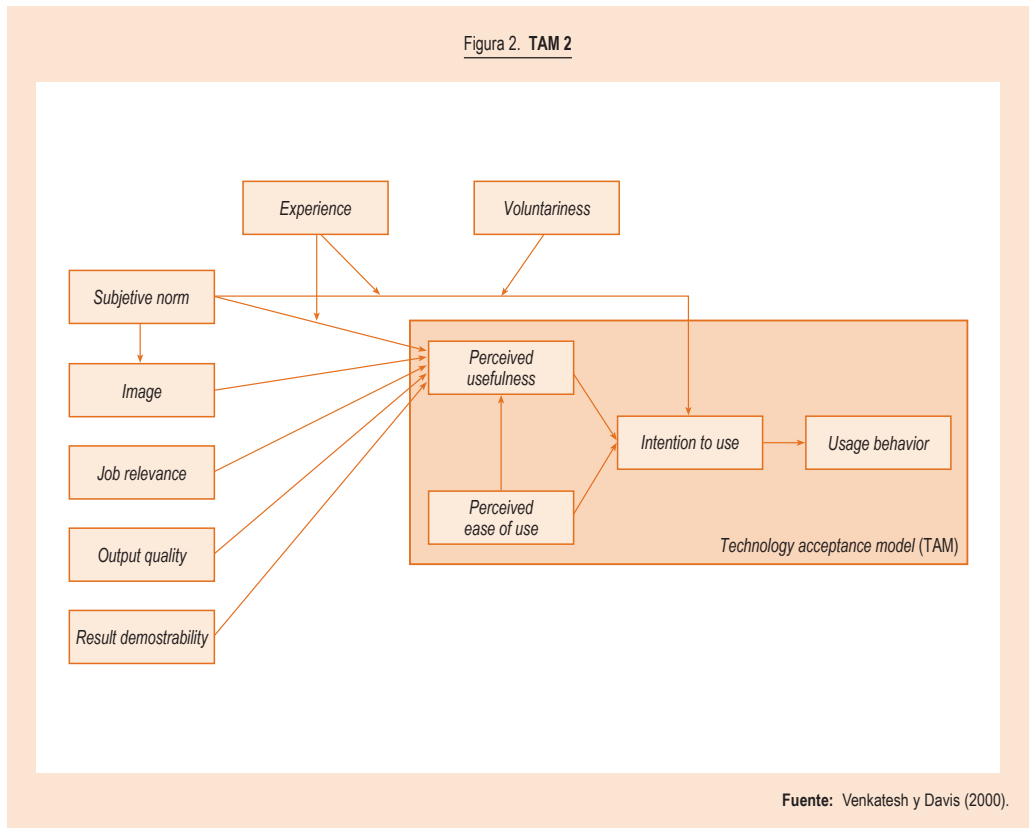 Figura 2. TAM 2
Experience
Voluntariness
Subjetive norm
Image
Job relevance
Output quality
Result demostrability
Perceived
usefulness
Perceived
ease of use
Intention to use
Usage behavior
Technology acceptance model (TAM)
Fuente: Venkatesh y Davis (2000).